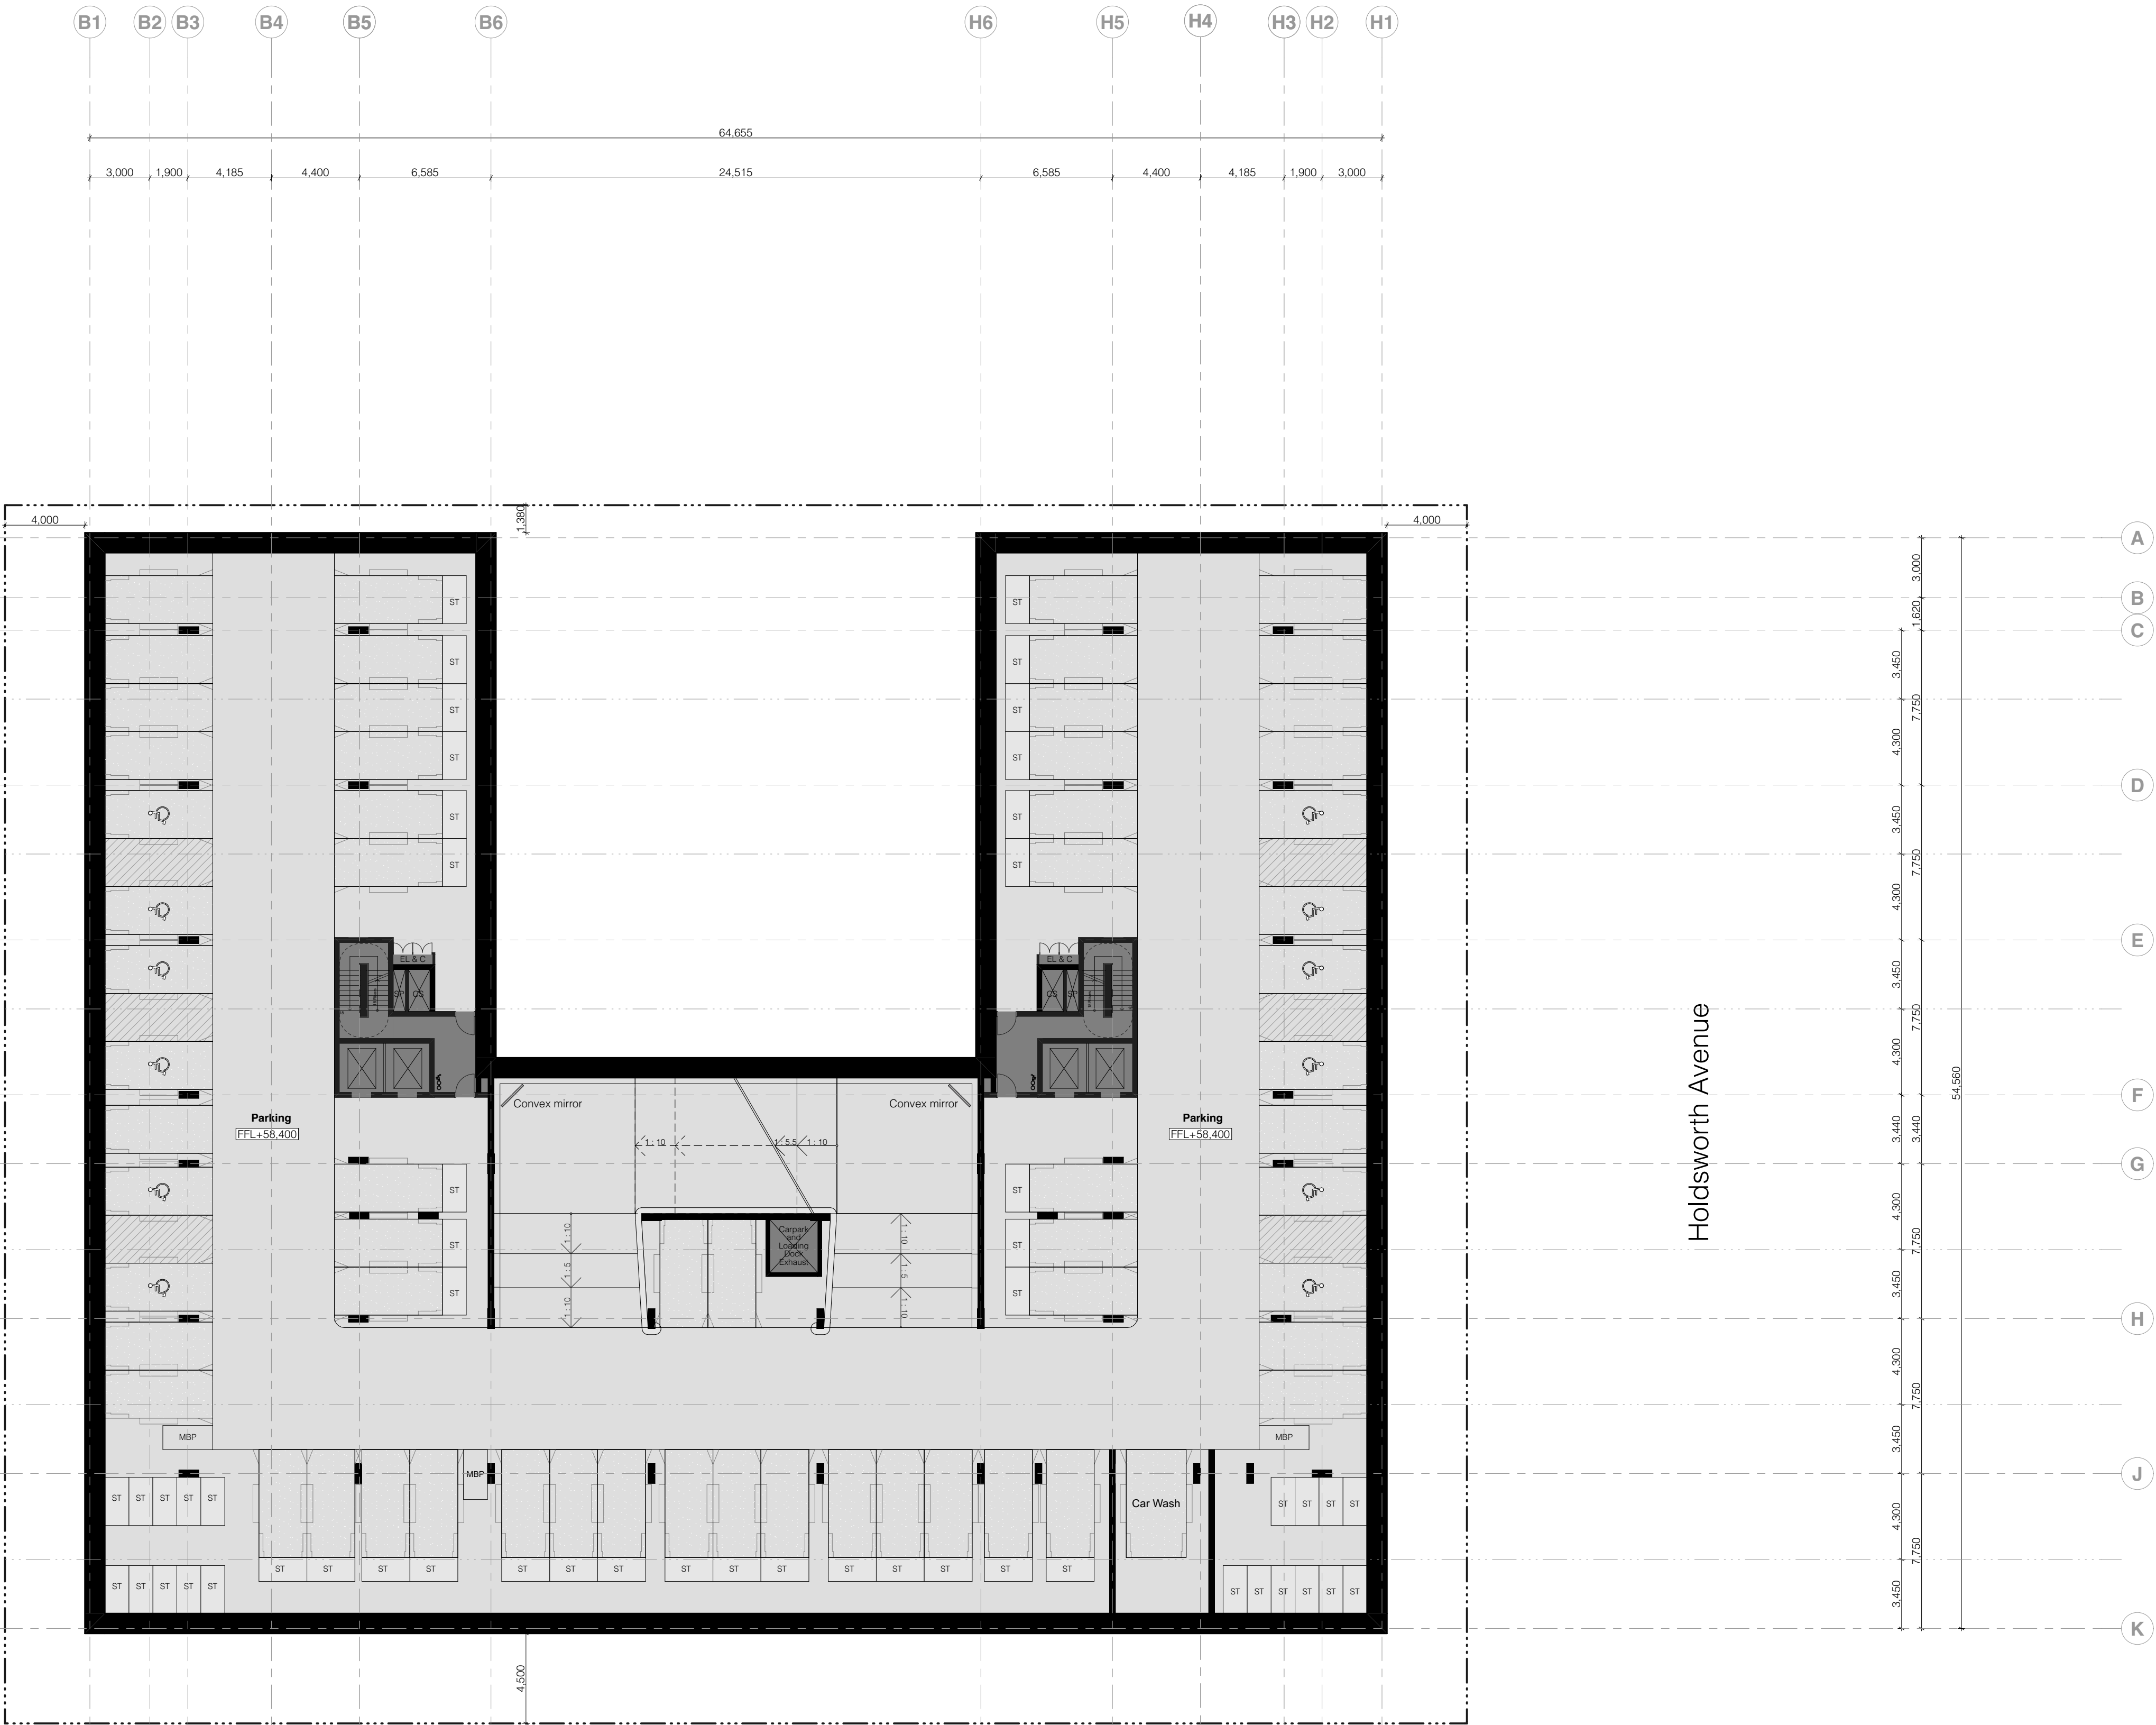 B1 B2 B3 B4 B5 B6 H6 H5 H4 H3 H2 H1
64,655
3,000 1,900 4,185 4,400 6,585 24,515 6,585 4,400 4,185 1,900 3,000
4,000 1,380 4,000
A
3,000
B
1,620
C
ST ST
ST ST
3,450
ST ST
7,750
4,300
ST ST
D
ST ST
3,450
7,750
ST ST
4,300
E
EL & C EL & C
SP CS CS SP
3,450
7,750
4,300
Holdsworth Avenue
54,560
F
Convex mirror Convex mirror
Parking Parking
FFL+58,400 FFL+58,400
3,440 3,440
1 : 10 1 : 5.5 1 : 10
G
ST ST
4,300
Carpark
and
Loading
Dock
Exhaust
1 : 10 1 : 10
ST ST
7,750
1 : 5 1 : 5
ST ST
3,450
1 : 10 1 : 10
H
4,300
7,750
MBP MBP
3,450
MBP
J
ST ST ST ST ST Car Wash ST ST ST ST
4,300
7,750
ST ST ST ST ST ST ST ST ST ST ST ST ST ST ST
ST ST ST ST ST ST ST ST ST ST ST
3,450
K
4,500